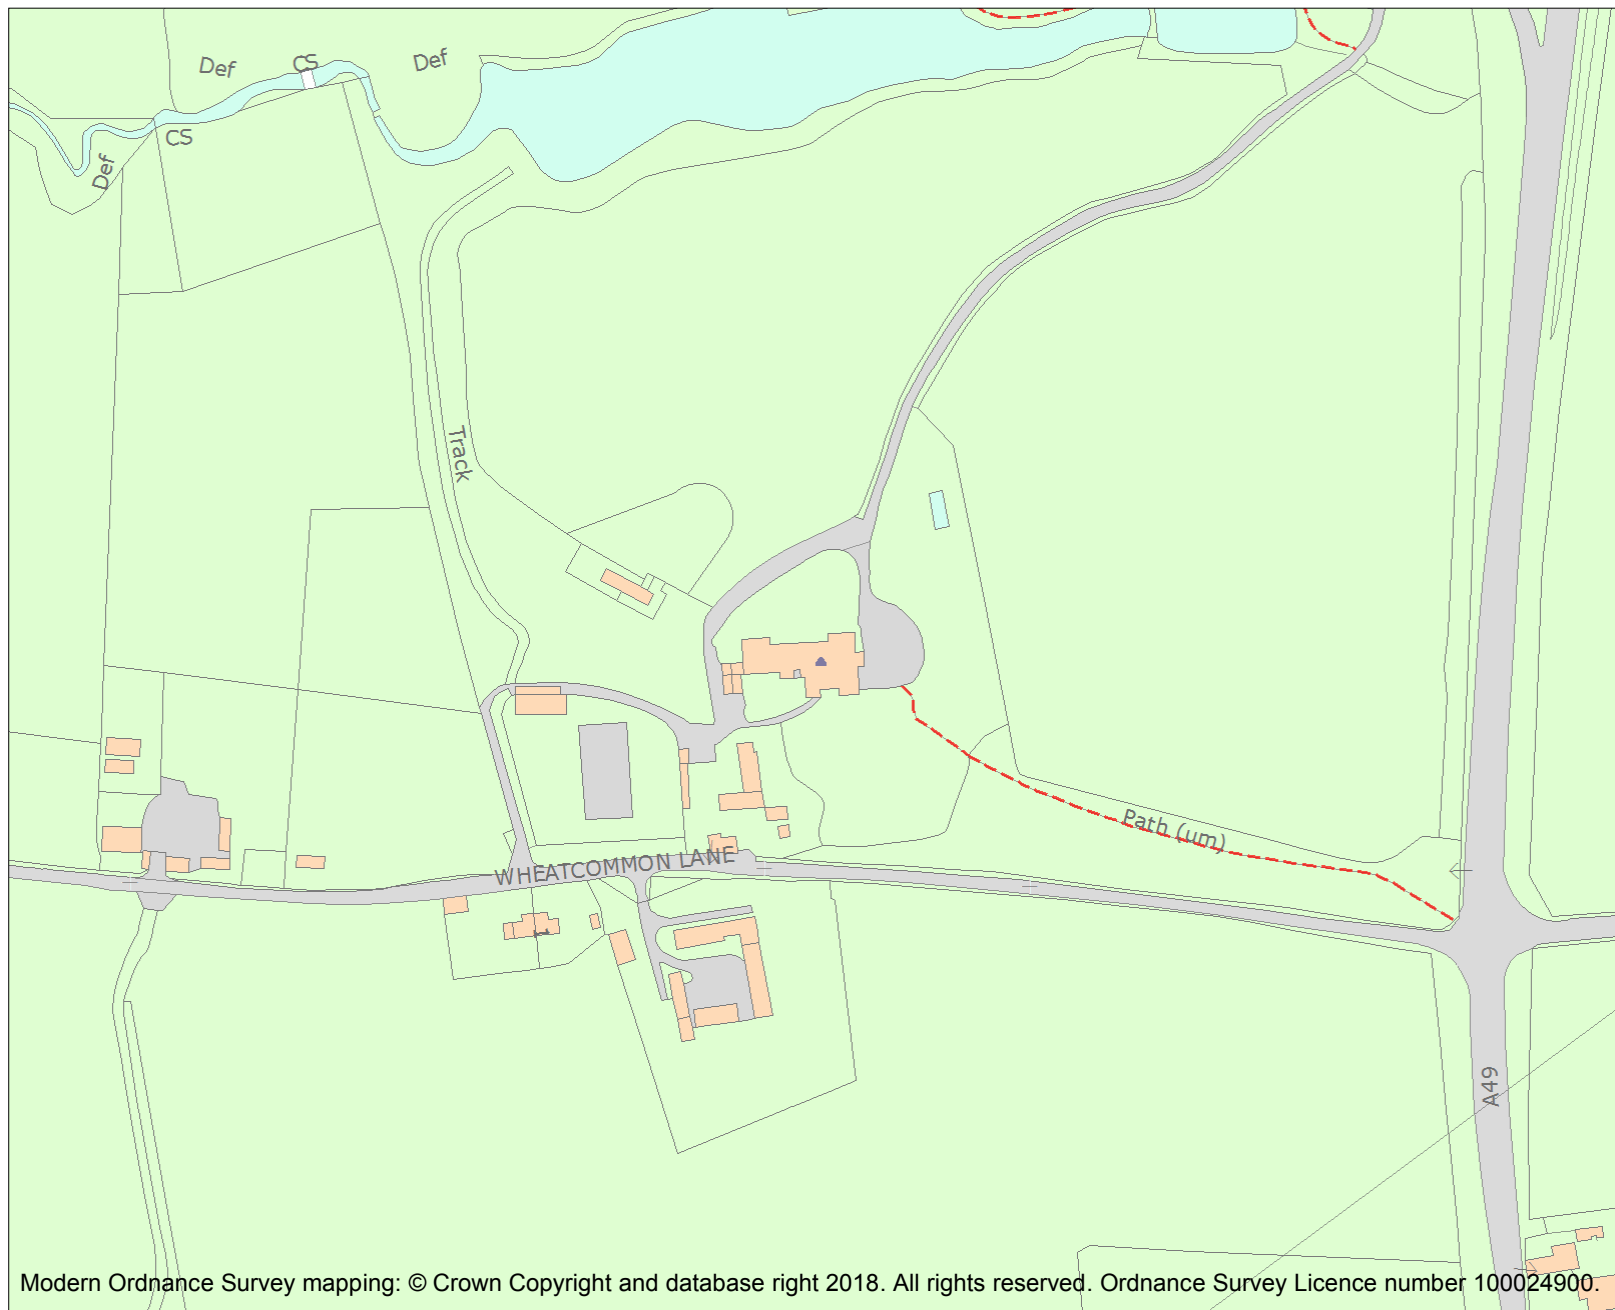 Def
CS
Def
CS
Def
Track
Path (um)
WHEATCOMMON LANE
1
A49
Modern Ordnance Survey mapping: © Crown Copyright and database right 2018. All rights reserved. Ordnance Survey Licence number 100024900.